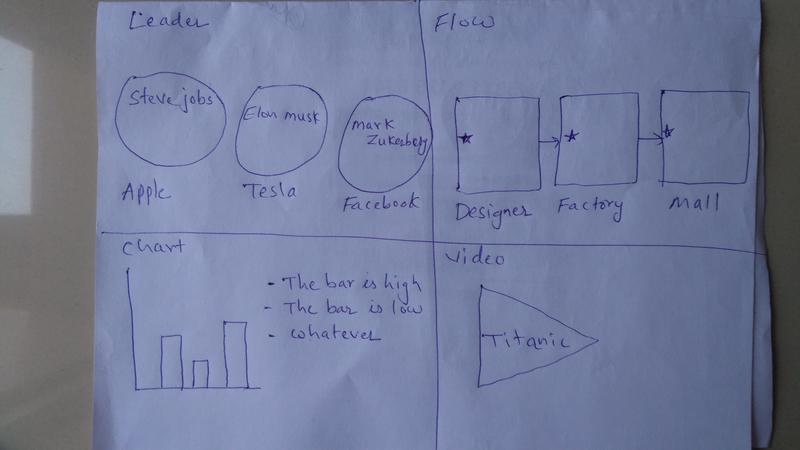 Leader
Steve jobs
Elon musk
mark
Zukerberg
Apple
Tesla
Facebook
Flow
Designer
Factory
Mall
Chart
- The bar is high
- The bar is low
- whatever
Video
Titanic